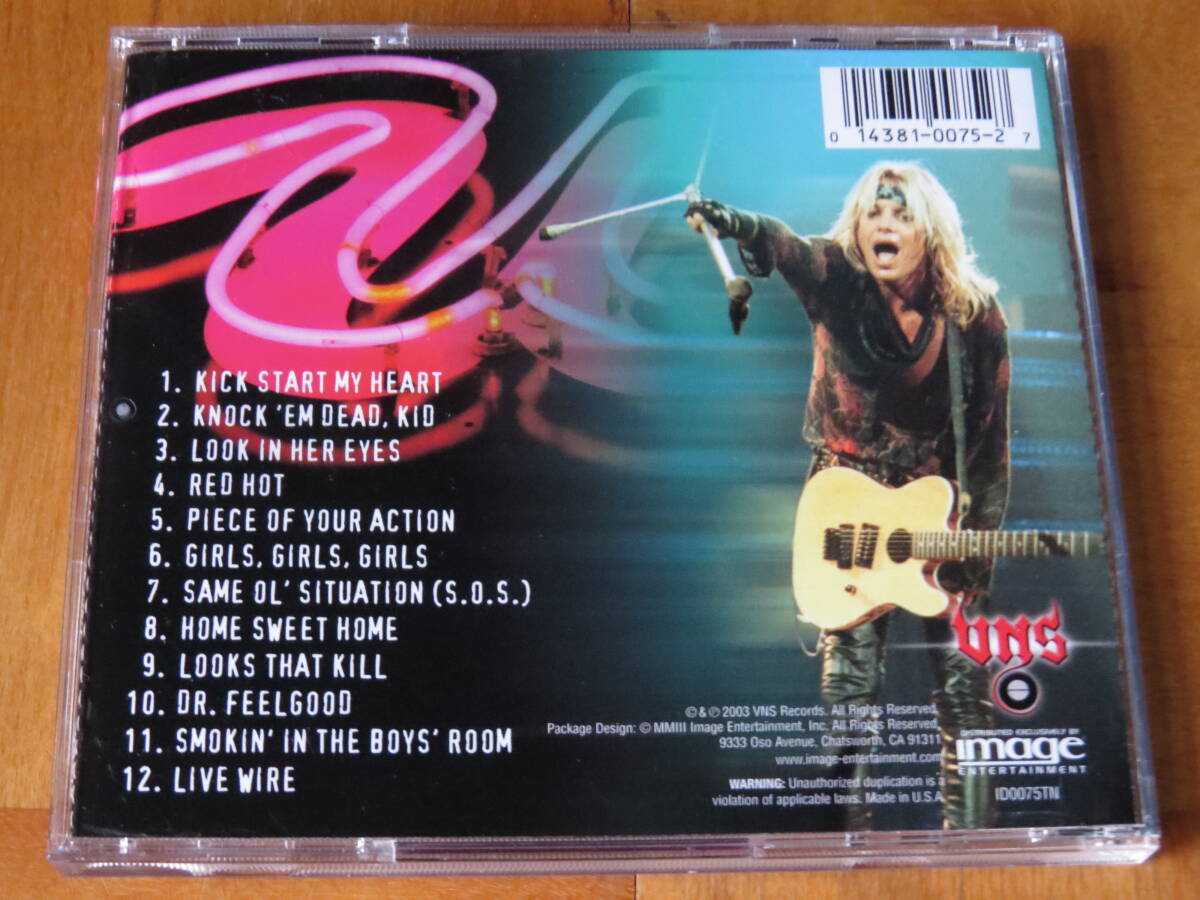 0 14381-0075-2 7
1. KICK START MY HEART
2. KNOCK 'EM DEAD, KID
3. LOOK IN HER EYES
4. RED HOT
5. PIECE OF YOUR ACTION
6. GIRLS, GIRLS, GIRLS
7. SAME OL' SITUATION (S.O.S.)
8. HOME SWEET HOME
9. LOOKS THAT KILL
10. DR. FEELGOOD
11. SMOKIN' IN THE BOYS' ROOM
12. LIVE WIRE
VNS
© & ℗ 2003 VNS Records. All Rights Reserved.
Package Design: © MMIII Image Entertainment, Inc. All Rights Reserved.
9333 Oso Avenue, Chatsworth, CA 91311
www.image-entertainment.com
WARNING: Unauthorized duplication is a
violation of applicable laws. Made in U.S.A.
DISTRIBUTED EXCLUSIVELY BY
image
ENTERTAINMENT
ID0075TN